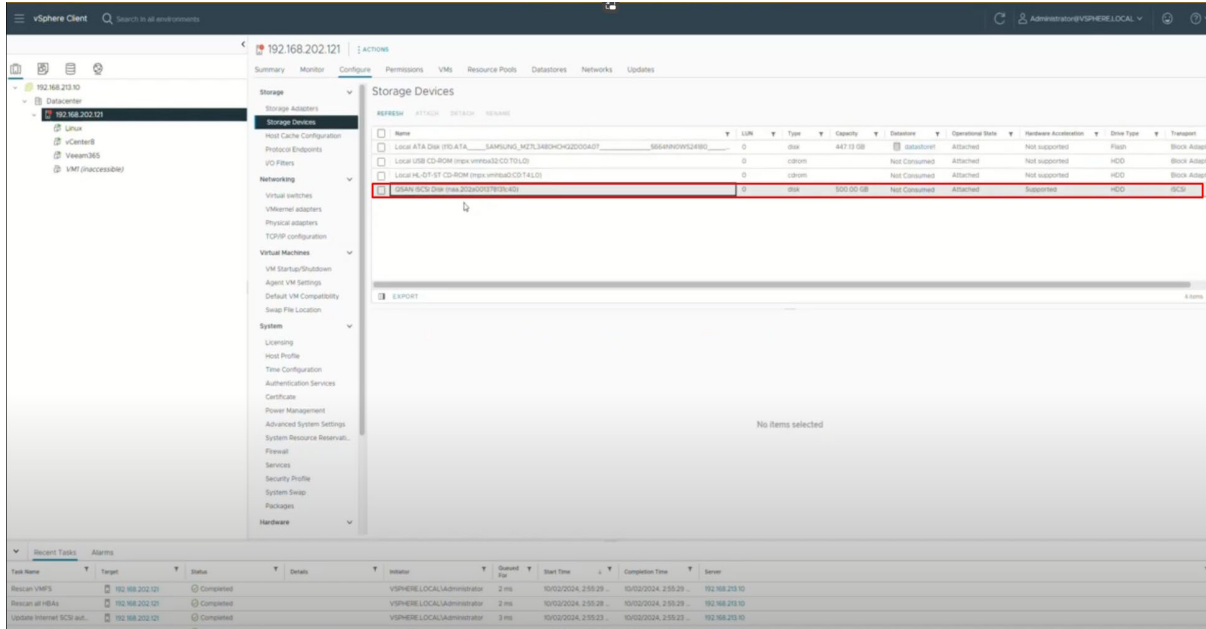 vSphere Client Search in all environments Administrator@VSPHERE.LOCAL
192.168.202.121 ACTIONS
Summary Monitor Configure Permissions VMs Resource Pools Datastores Networks Updates
192.168.213.10
Datacenter
192.168.202.121
Linux
vCenter8
Veeam365
VM1 (inaccessible)
Storage
Storage Adapters
Storage Devices
Host Cache Configuration
Protocol Endpoints
I/O Filters
Networking
Virtual switches
VMkernel adapters
Physical adapters
TCP/IP configuration
Virtual Machines
VM Startup/Shutdown
Agent VM Settings
Default VM Compatibility
Swap File Location
System
Licensing
Host Profile
Time Configuration
Authentication Services
Certificate
Power Management
Advanced System Settings
System Resource Reservati...
Firewall
Services
Security Profile
System Swap
Packages
Hardware
Storage Devices
REFRESH ATTACH DETACH RENAME
Name LUN Type Capacity Datastore Operational State Hardware Acceleration Drive Type Transport
Local ATA Disk 0 disk 447.13 GB datastore1 Attached Not supported Flash Block Adap
Local USB CD-ROM 0 cdrom Not Consumed Attached Not supported HDD Block Adap
Local HL-DT-ST CD-ROM 0 cdrom Not Consumed Attached Not supported HDD Block Adap
QSAN iSCSI Disk 0 disk 500.00 GB Not Consumed Attached Supported HDD iSCSI
EXPORT 4 items
No items selected
Recent Tasks Alarms
Task Name Target Status Details Initiator Queued For Start Time Completion Time Server
Rescan VMFS 192.168.202.121 Completed VSPHERE.LOCAL\Administrator 2 ms 10/02/2024, 2:55:29 ... 10/02/2024, 2:55:29 ... 192.168.213.10
Rescan all HBAs 192.168.202.121 Completed VSPHERE.LOCAL\Administrator 2 ms 10/02/2024, 2:55:28 ... 10/02/2024, 2:55:29 ... 192.168.213.10
Update Internet SCSI aut... 192.168.202.121 Completed VSPHERE.LOCAL\Administrator 3 ms 10/02/2024, 2:55:23 ... 10/02/2024, 2:55:23 ... 192.168.213.10